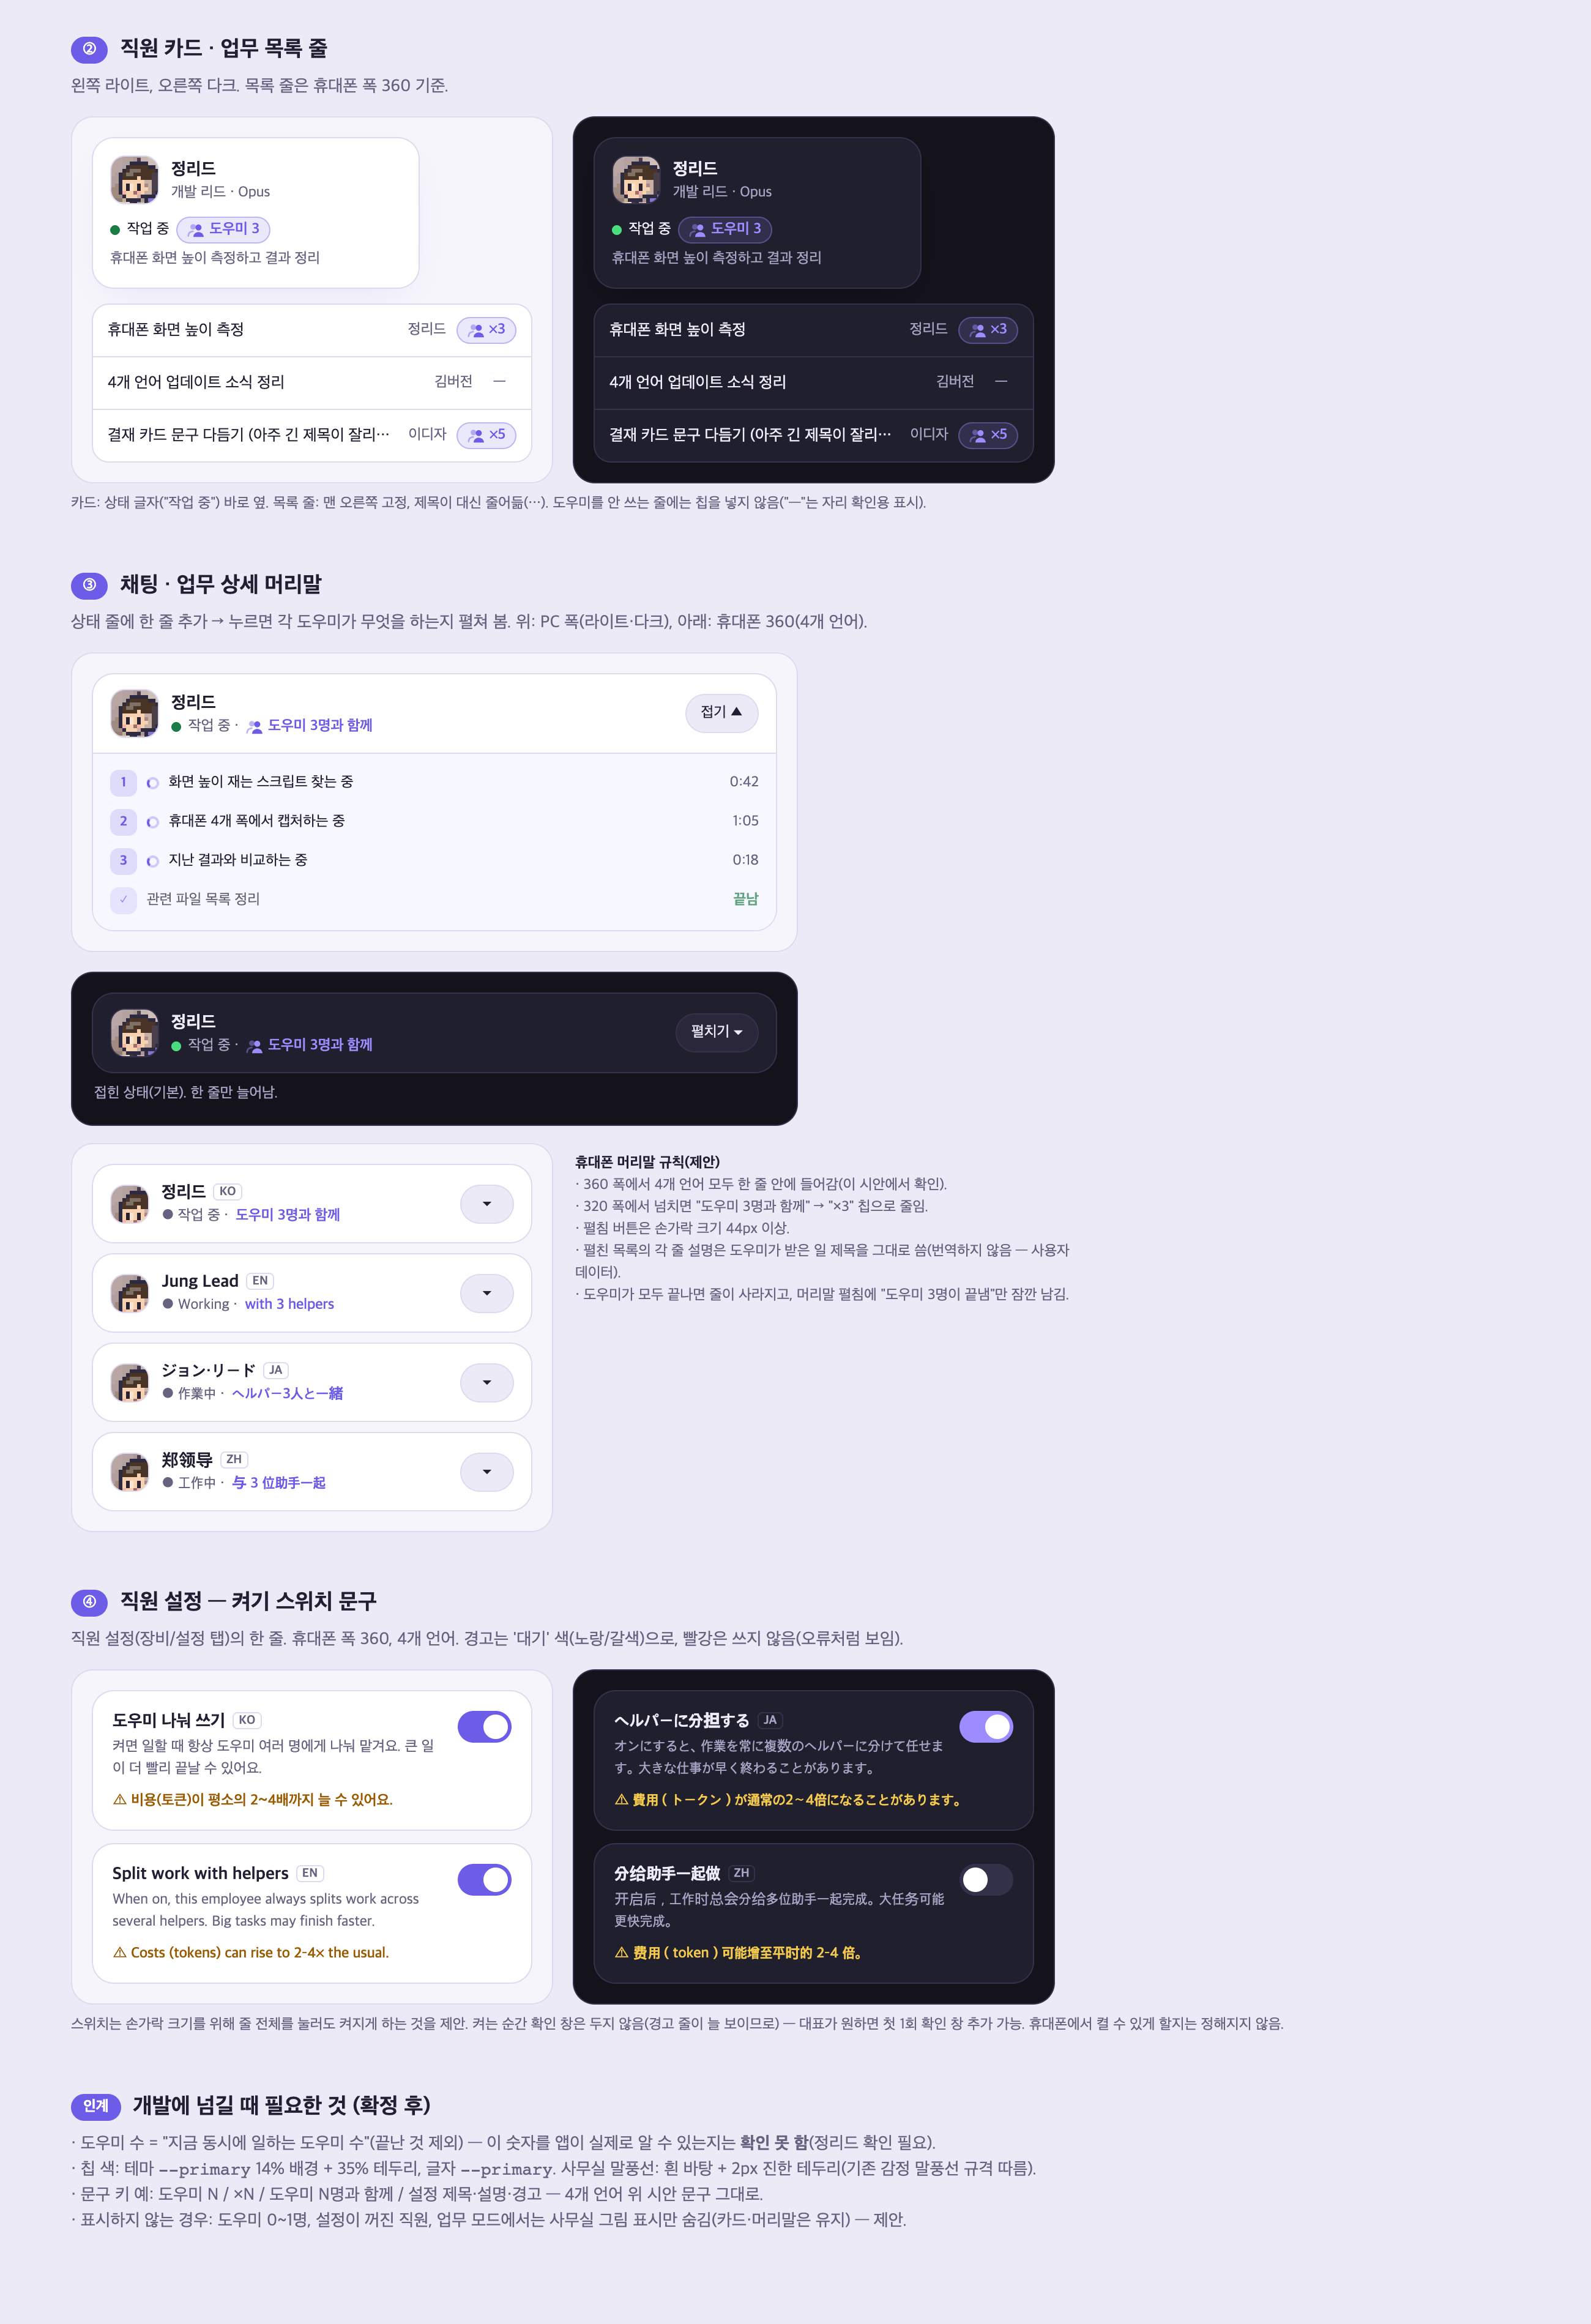 ② 직원 카드 · 업무 목록 줄
왼쪽 라이트, 오른쪽 다크. 목록 줄은 휴대폰 폭 360 기준.
정리드
개발 리드 · Opus
작업 중 도우미 3
휴대폰 화면 높이 측정하고 결과 정리
휴대폰 화면 높이 측정 정리드 ×3
4개 언어 업데이트 소식 정리 김버전 —
결재 카드 문구 다듬기 (아주 긴 제목이 잘리… 이디자 ×5
정리드
개발 리드 · Opus
작업 중 도우미 3
휴대폰 화면 높이 측정하고 결과 정리
휴대폰 화면 높이 측정 정리드 ×3
4개 언어 업데이트 소식 정리 김버전 —
결재 카드 문구 다듬기 (아주 긴 제목이 잘리… 이디자 ×5
카드: 상태 글자("작업 중") 바로 옆. 목록 줄: 맨 오른쪽 고정, 제목이 대신 줄어듦(…). 도우미를 안 쓰는 줄에는 칩을 넣지 않음("—"는 자리 확인용 표시).
③ 채팅 · 업무 상세 머리말
상태 줄에 한 줄 추가 → 누르면 각 도우미가 무엇을 하는지 펼쳐 봄. 위: PC 폭(라이트·다크), 아래: 휴대폰 360(4개 언어).
정리드
작업 중 · 도우미 3명과 함께
접기 ▲
1 화면 높이 재는 스크립트 찾는 중 0:42
2 휴대폰 4개 폭에서 캡처하는 중 1:05
3 지난 결과와 비교하는 중 0:18
✓ 관련 파일 목록 정리 끝남
정리드
작업 중 · 도우미 3명과 함께
펼치기 ▾
접힌 상태(기본). 한 줄만 늘어남.
정리드 KO
작업 중 · 도우미 3명과 함께
▾
Jung Lead EN
Working · with 3 helpers
▾
ジョン·リード JA
作業中 · ヘルパー3人と一緒
▾
郑领导 ZH
工作中 · 与 3 位助手一起
▾
휴대폰 머리말 규칙(제안)
· 360 폭에서 4개 언어 모두 한 줄 안에 들어감(이 시안에서 확인).
· 320 폭에서 넘치면 "도우미 3명과 함께" → "×3" 칩으로 줄임.
· 펼침 버튼은 손가락 크기 44px 이상.
· 펼친 목록의 각 줄 설명은 도우미가 받은 일 제목을 그대로 씀(번역하지 않음 — 사용자
데이터).
· 도우미가 모두 끝나면 줄이 사라지고, 머리말 펼침에 "도우미 3명이 끝냄"만 잠깐 남김.
④ 직원 설정 — 켜기 스위치 문구
직원 설정(장비/설정 탭)의 한 줄. 휴대폰 폭 360, 4개 언어. 경고는 '대기' 색(노랑/갈색)으로, 빨강은 쓰지 않음(오류처럼 보임).
도우미 나눠 쓰기 KO
켜면 일할 때 항상 도우미 여러 명에게 나눠 맡겨요. 큰 일
이 더 빨리 끝날 수 있어요.
⚠ 비용(토큰)이 평소의 2~4배까지 늘 수 있어요.
Split work with helpers EN
When on, this employee always splits work across
several helpers. Big tasks may finish faster.
⚠ Costs (tokens) can rise to 2-4× the usual.
ヘルパーに分担する JA
オンにすると、作業を常に複数のヘルパーに分けて任せま
す。大きな仕事が早く終わることがあります。
⚠ 費用(トークン)が通常の2~4倍になることがあります。
分给助手一起做 ZH
开启后，工作时总会分给多位助手一起完成。大任务可能
更快完成。
⚠ 费用(token)可能增至平时的 2-4 倍。
스위치는 손가락 크기를 위해 줄 전체를 눌러도 켜지게 하는 것을 제안. 켜는 순간 확인 창은 두지 않음(경고 줄이 늘 보이므로) — 대표가 원하면 첫 1회 확인 창 추가 가능. 휴대폰에서 켤 수 있게 할지는 정해지지 않음.
인계 개발에 넘길 때 필요한 것 (확정 후)
· 도우미 수 = "지금 동시에 일하는 도우미 수"(끝난 것 제외) — 이 숫자를 앱이 실제로 알 수 있는지는 확인 못 함(정리드 확인 필요).
· 칩 색: 테마 --primary 14% 배경 + 35% 테두리, 글자 --primary. 사무실 말풍선: 흰 바탕 + 2px 진한 테두리(기존 감정 말풍선 규격 따름).
· 문구 키 예: 도우미 N / ×N / 도우미 N명과 함께 / 설정 제목·설명·경고 — 4개 언어 위 시안 문구 그대로.
· 표시하지 않는 경우: 도우미 0~1명, 설정이 꺼진 직원, 업무 모드에서는 사무실 그림 표시만 숨김(카드·머리말은 유지) — 제안.